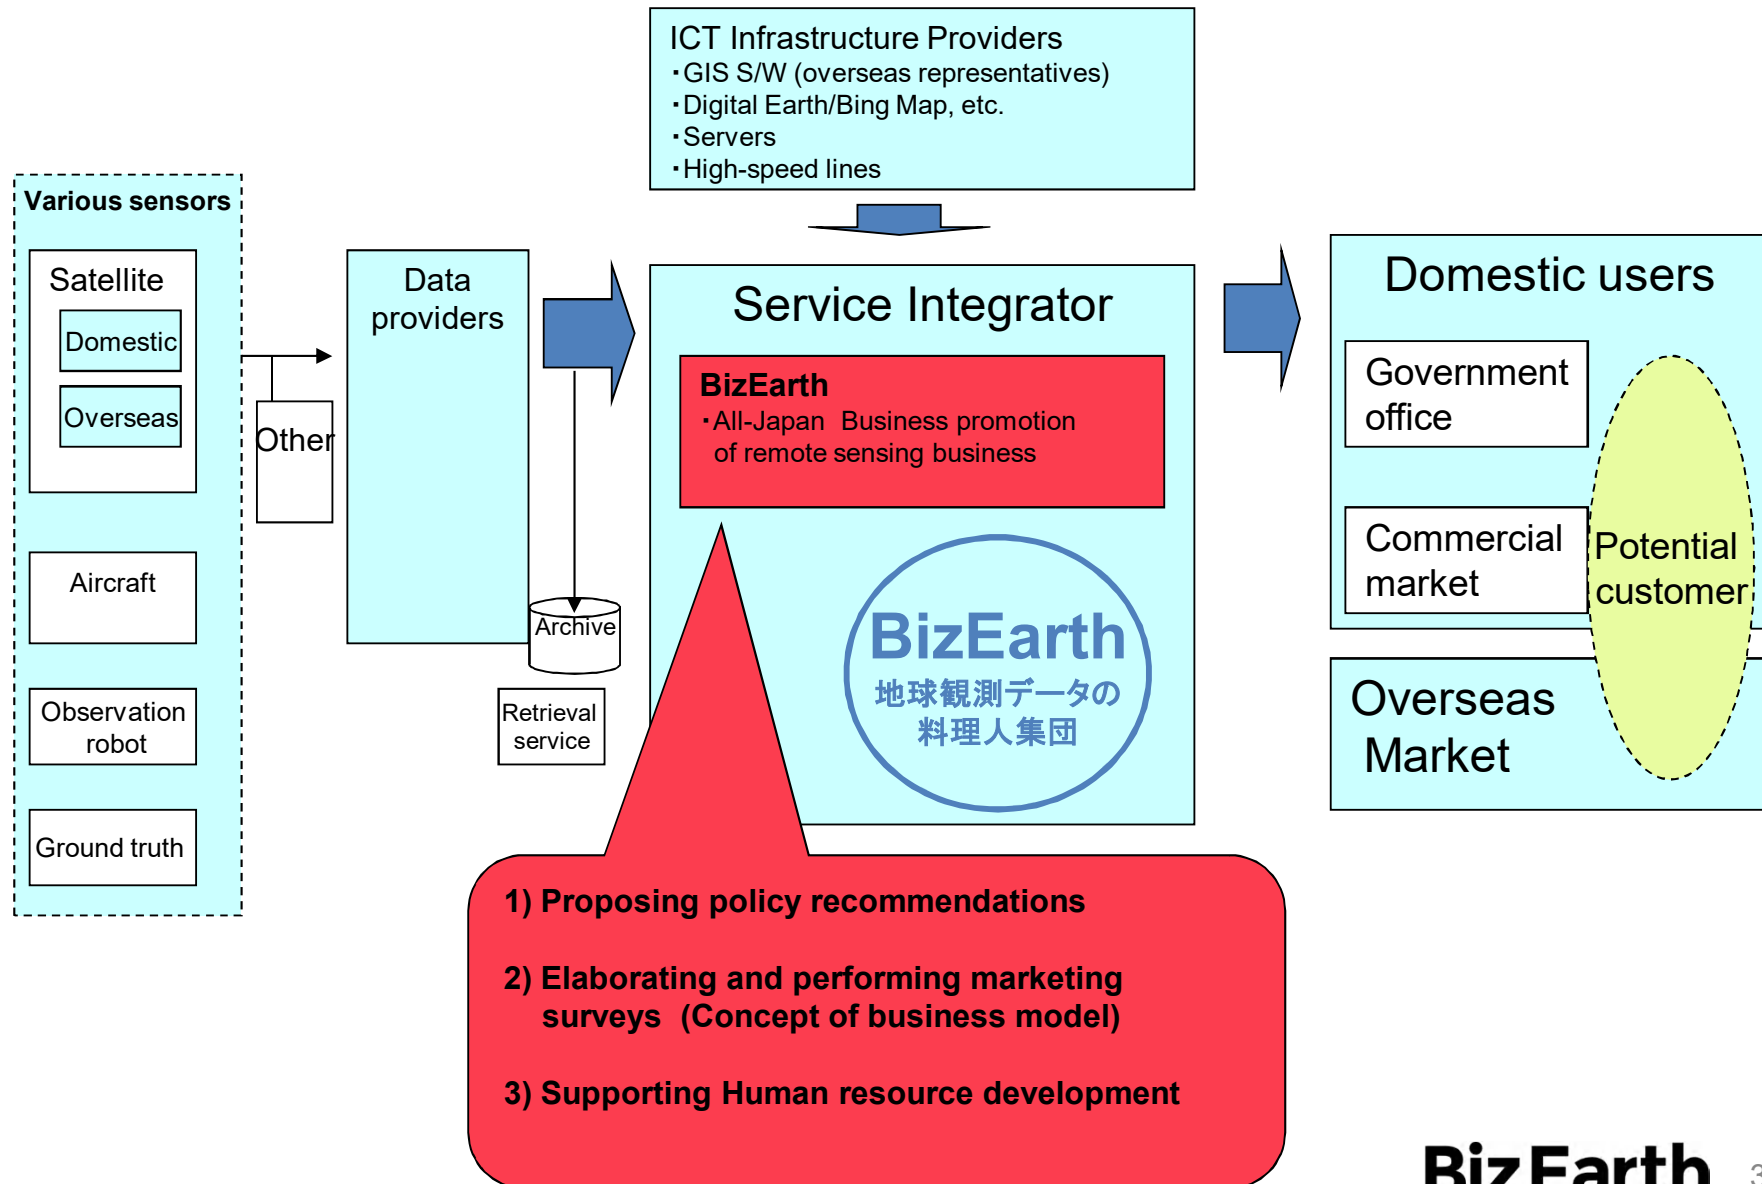 ICT Infrastructure Providers
・GIS S/W (overseas representatives)
・Digital Earth/Bing Map, etc.
・Servers
・High-speed lines
Various sensors
Satellite
Domestic
Overseas
Aircraft
Observation
robot
Ground truth
Other
Data
providers
Archive
Retrieval
service
Service Integrator
BizEarth
・All-Japan Business promotion
of remote sensing business
BizEarth
地球観測データの
料理人集団
Domestic users
Government
office
Commercial
market
Potential
customer
Overseas
Market
1) Proposing policy recommendations
2) Elaborating and performing marketing
surveys (Concept of business model)
3) Supporting Human resource development
BizEarth
3